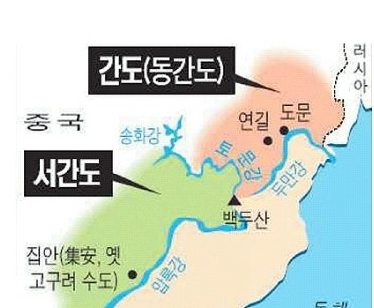 간도(동간도)
러시아
연길
도문
중국
송화강
토문강
두만강
서간도
백두산
집안(集安, 옛
고구려 수도)
압록강
동해